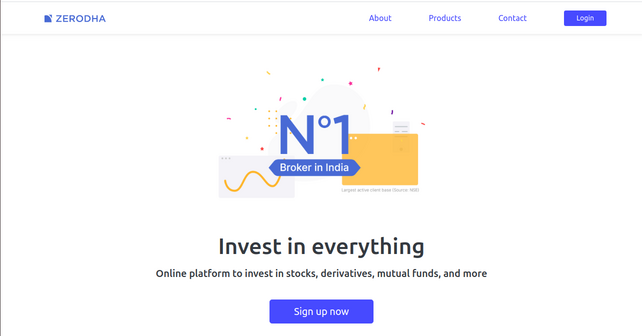 ZERODHA
About
Products
Contact
Login
N°1
Broker in India
Largest active client base (Source: NSE)
Invest in everything
Online platform to invest in stocks, derivatives, mutual funds, and more
Sign up now